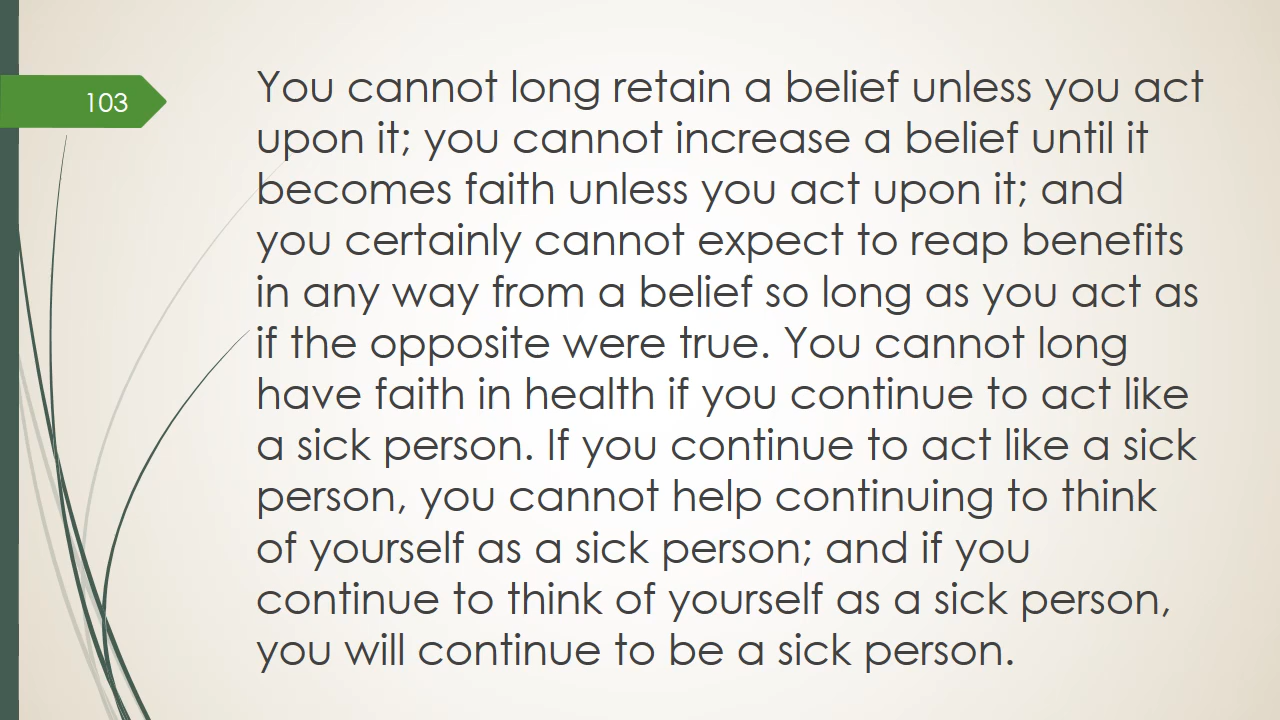 103
You cannot long retain a belief unless you act
upon it; you cannot increase a belief until it
becomes faith unless you act upon it; and
you certainly cannot expect to reap benefits
in any way from a belief so long as you act as
if the opposite were true. You cannot long
have faith in health if you continue to act like
a sick person. If you continue to act like a sick
person, you cannot help continuing to think
of yourself as a sick person; and if you
continue to think of yourself as a sick person,
you will continue to be a sick person.